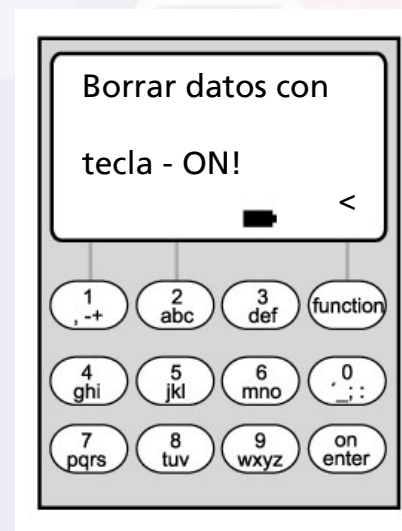 Borrar datos con
tecla - ON!
<
1 2 3 function
, -+ abc def
4 5 6 0
ghi jkl mno ´ _; :
7 8 9 on
pqrs tuv wxyz enter